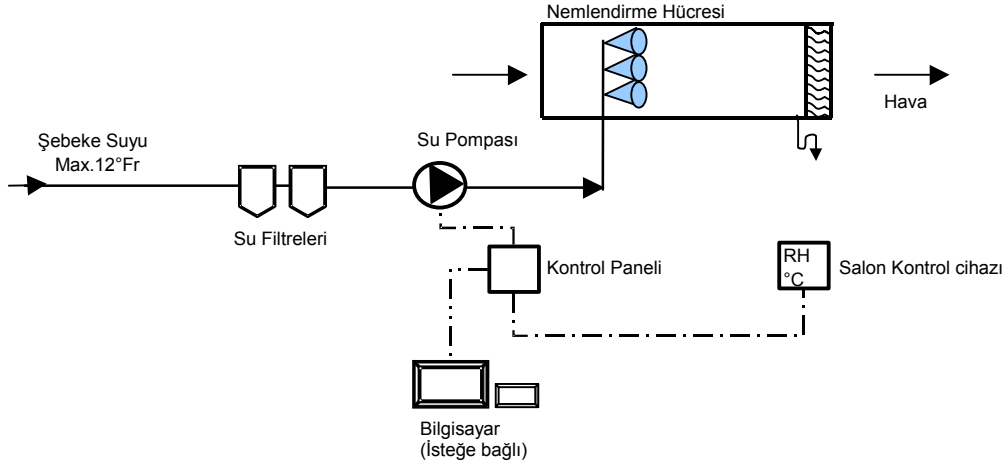 Nemlendirme Hücresi
Hava
Şebeke Suyu
Max.12°Fr
Su Pompası
Su Filtreleri
Kontrol Paneli
RH
°C
Salon Kontrol cihazı
Bilgisayar
(İsteğe bağlı)